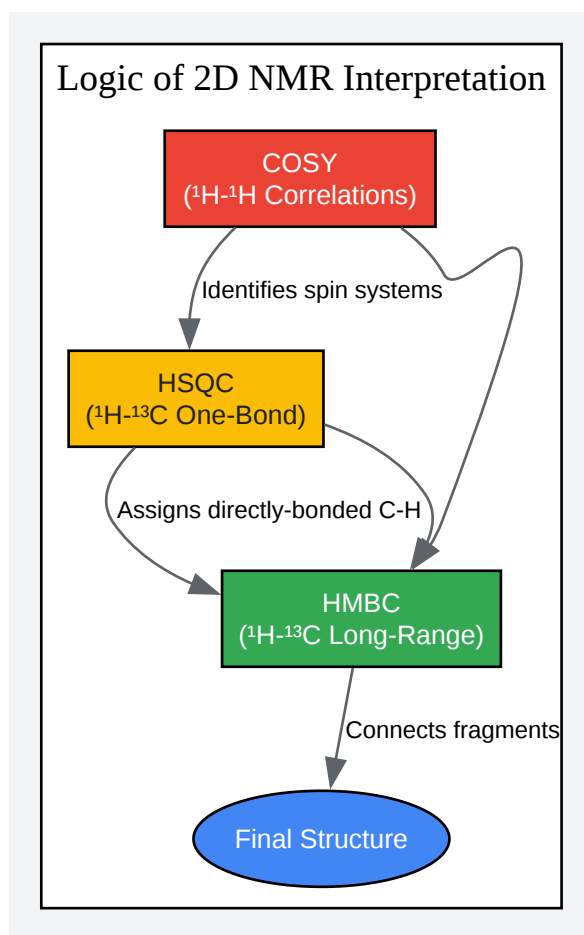 Logic of 2D NMR Interpretation
COSY
(¹H-¹H Correlations)
Identifies spin systems
HSQC
(¹H-¹³C One-Bond)
Assigns directly-bonded C-H
HMBC
(¹H-¹³C Long-Range)
Connects fragments
Final Structure